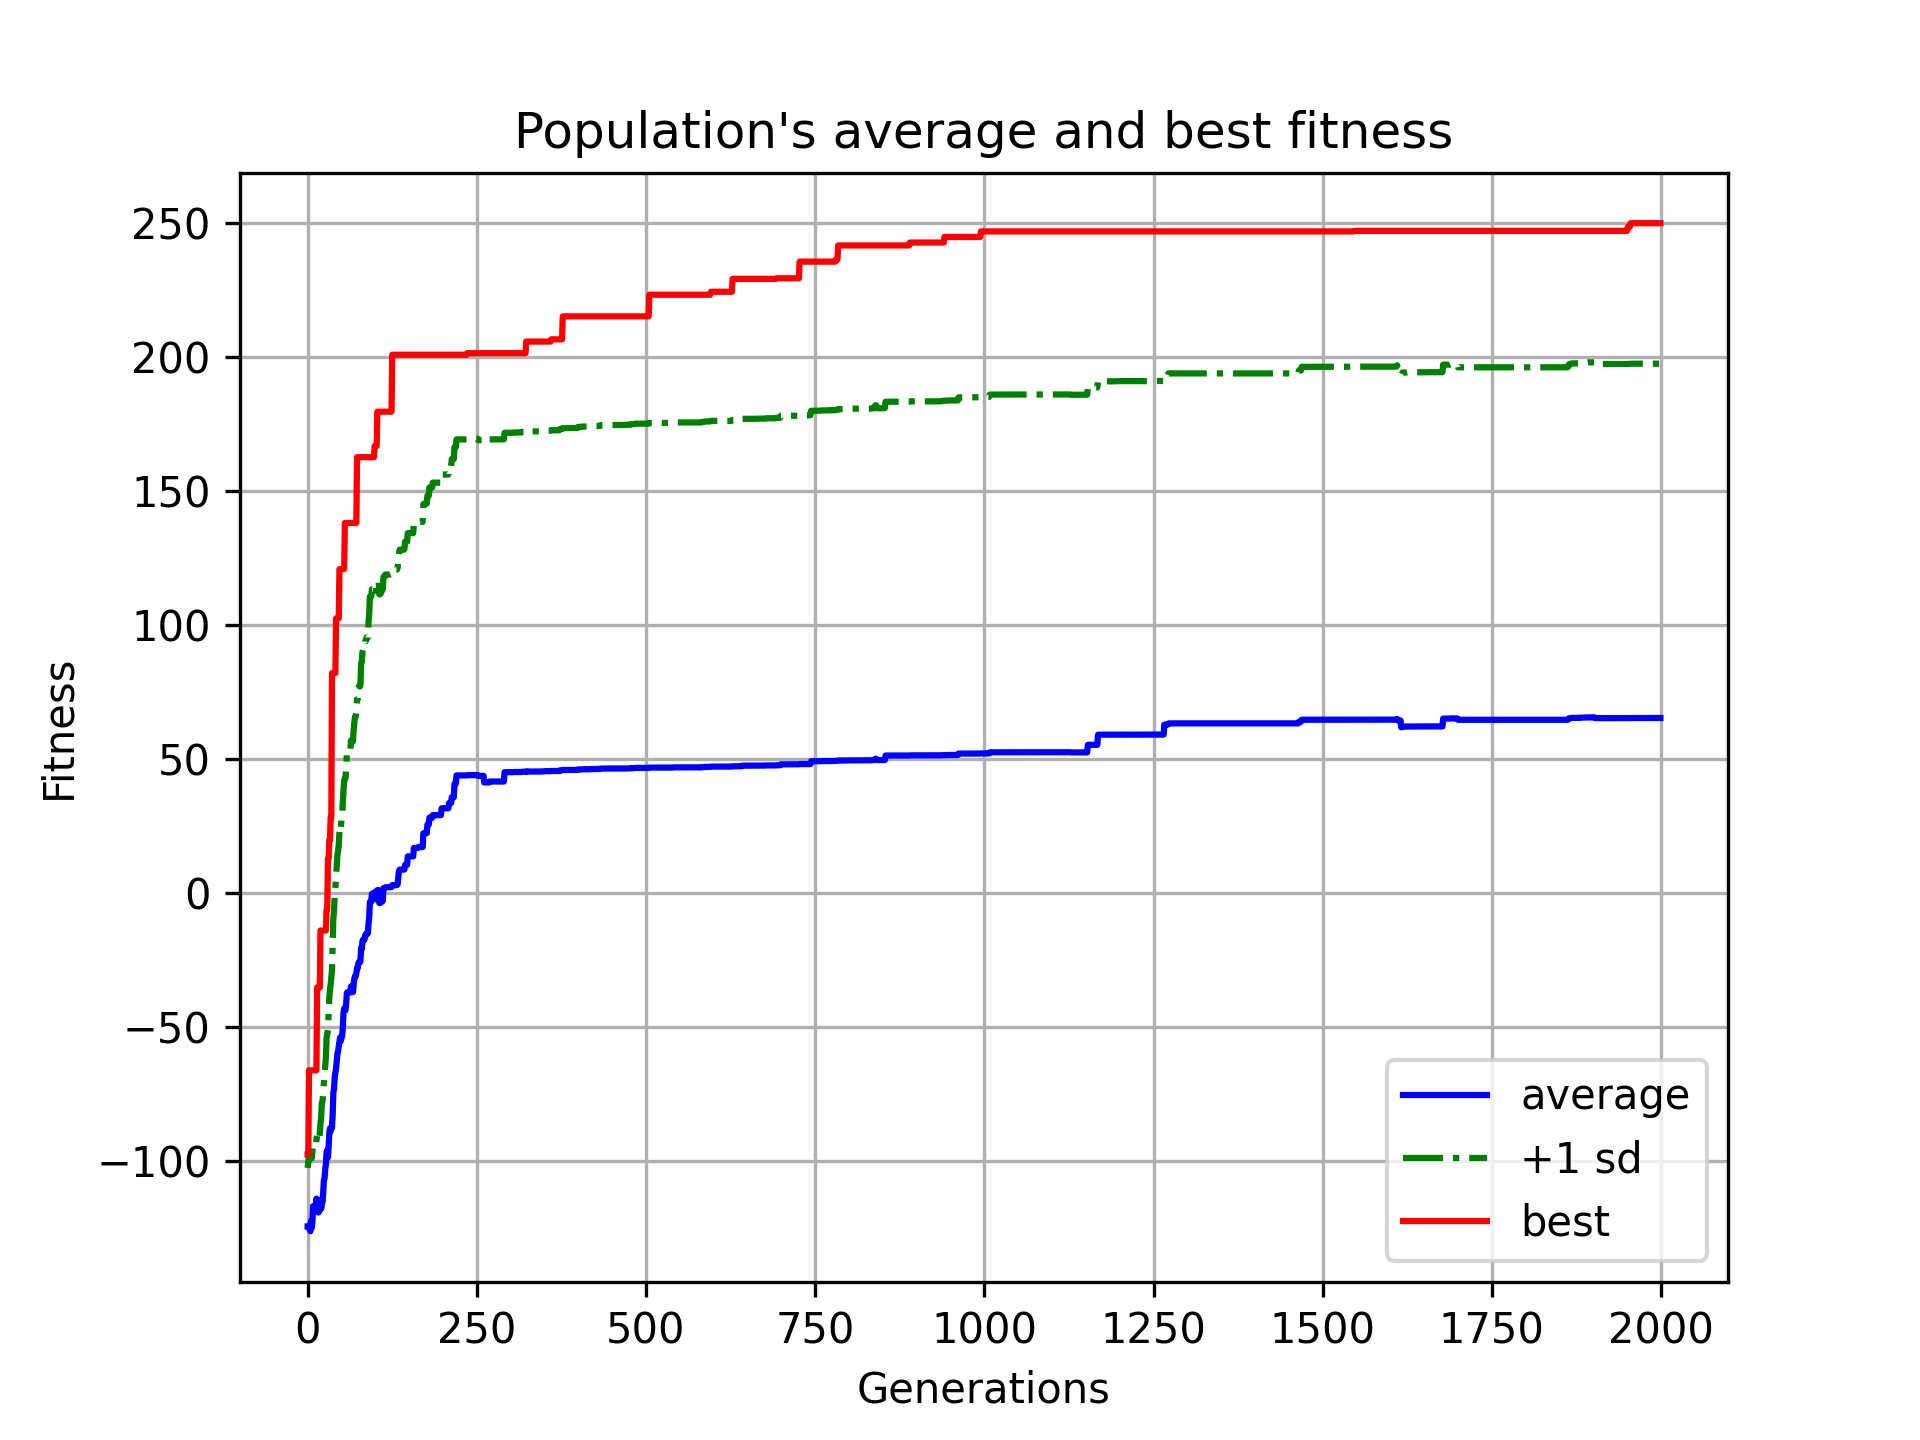 Population's average and best fitness
250
200
150
100
50
0
−50
−100
Fitness
0 250 500 750 1000 1250 1500 1750 2000
Generations
average
+1 sd
best